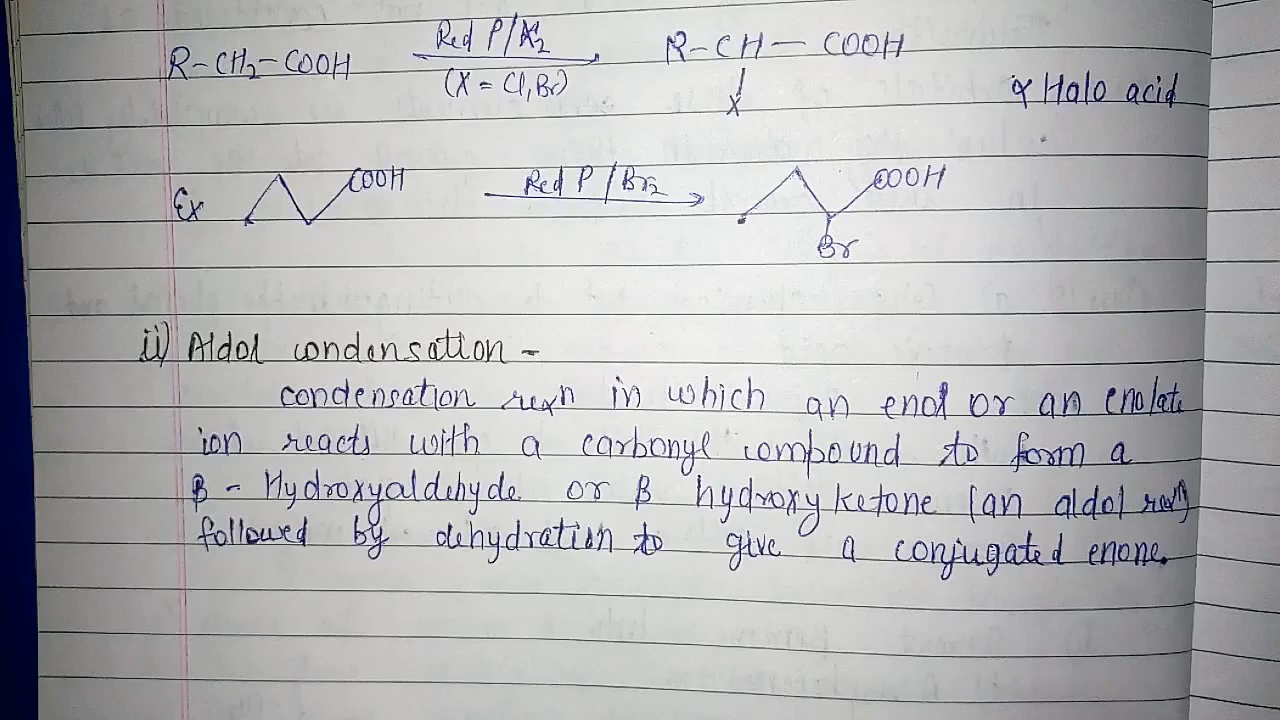 R-CH₂-COOH Red P/X₂ R-CH-COOH
(X = Cl, Br) X α Halo acid
Ex COOH Red P/Br₂ COOH
Br
ii) Aldol condensation -
condensation rexn in which an enol or an enolate
ion reacts with a carbonyl compound to form a
β - Hydroxyaldehyde or β hydroxy ketone (an aldol rexn)
followed by dehydration to give a conjugated enone.